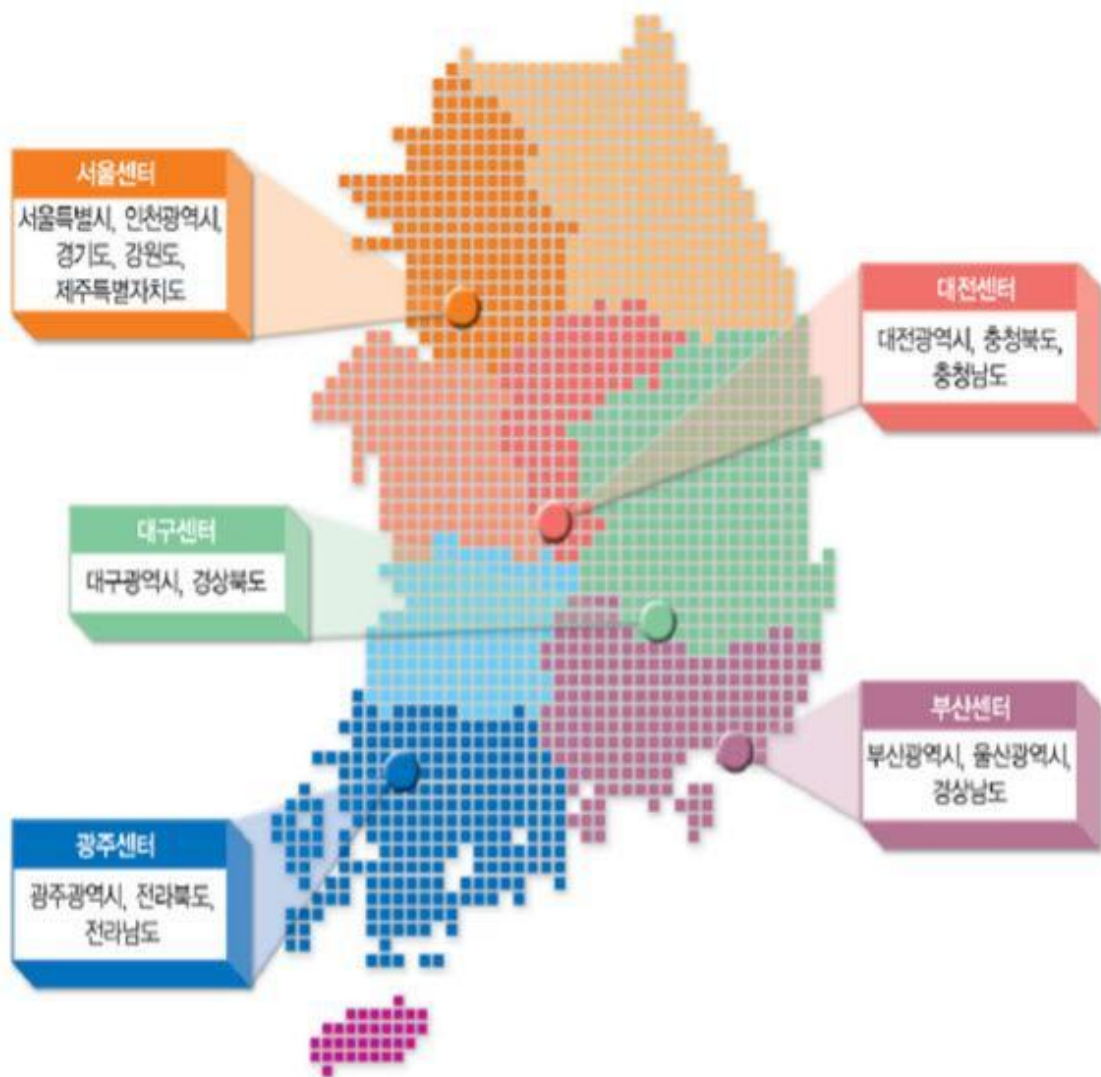 서울센터
서울특별시, 인천광역시,
경기도, 강원도,
제주특별자치도
대전센터
대전광역시, 충청북도,
충청남도
대구센터
대구광역시, 경상북도
부산센터
부산광역시, 울산광역시,
경상남도
광주센터
광주광역시, 전라북도,
전라남도